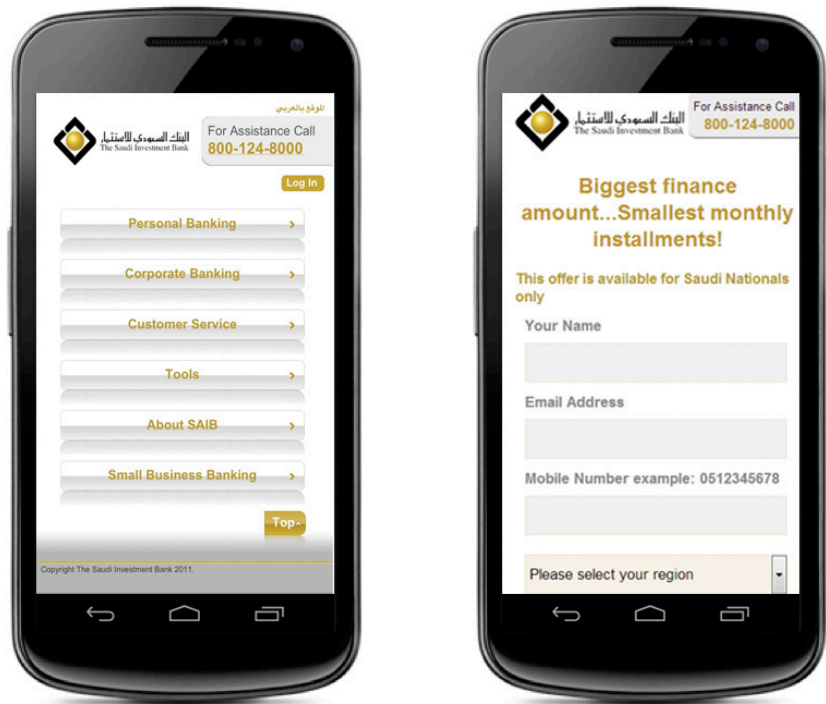 للوقع بالعربي
البنك السعودي للاستثمار
The Saudi Investment Bank
For Assistance Call
800-124-8000
Log In
Personal Banking
Corporate Banking
Customer Service
Tools
About SAIB
Small Business Banking
Top
Copyright The Saudi Investment Bank 2011.
البنك السعودي للاستثمار
The Saudi Investment Bank
For Assistance Call
800-124-8000
Biggest finance
amount...Smallest monthly
installments!
This offer is available for Saudi Nationals
only
Your Name
Email Address
Mobile Number example: 0512345678
Please select your region